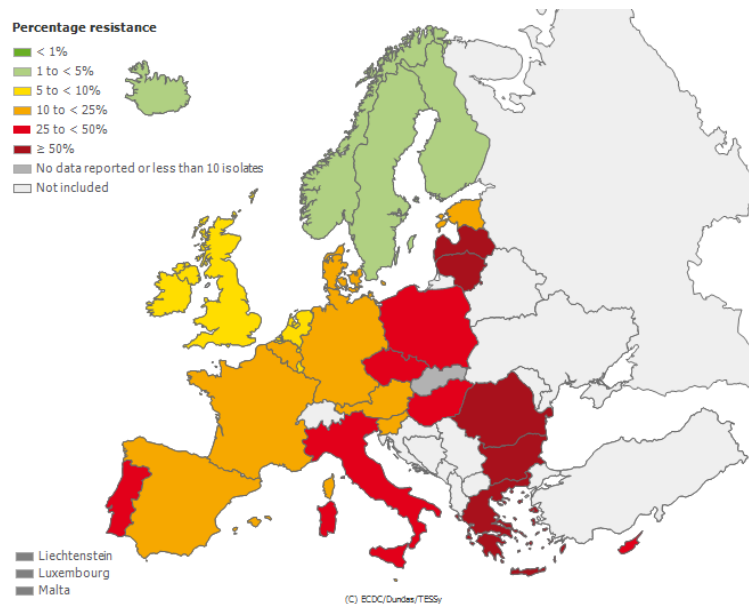 Percentage resistance
< 1%
1 to < 5%
5 to < 10%
10 to < 25%
25 to < 50%
≥ 50%
No data reported or less than 10 isolates
Not included
Liechtenstein
Luxembourg
Malta
(C) ECDC/Dundas/TESSy